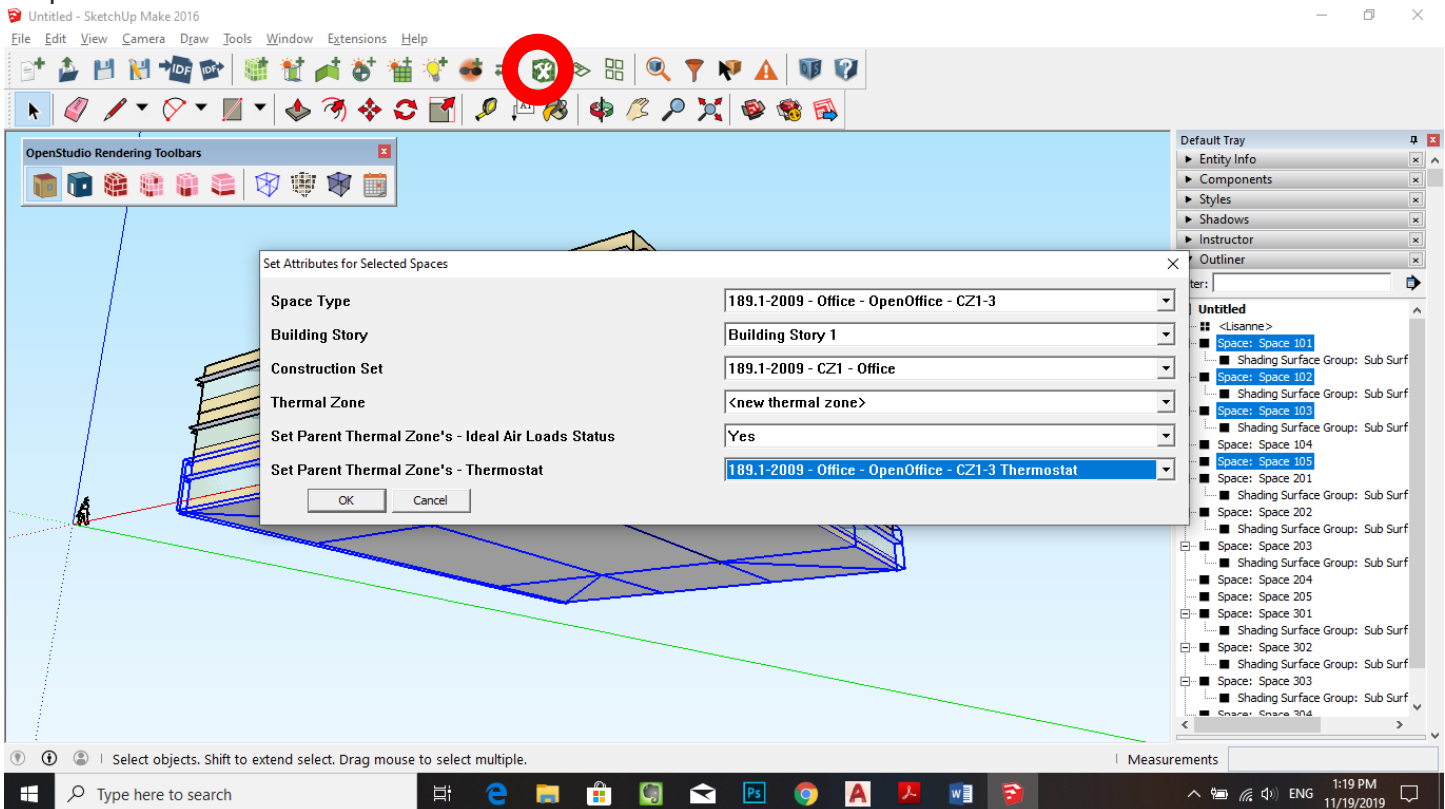 Untitled - SketchUp Make 2016
File Edit View Camera Draw Tools Window Extensions Help
IDF IDF+
A1
OpenStudio Rendering Toolbars
Default Tray
Entity Info
Components
Styles
Shadows
Instructor
Outliner
ter:
Untitled
<Lisanne>
Space: Space 101
Shading Surface Group: Sub Surf
Space: Space 102
Shading Surface Group: Sub Surf
Space: Space 103
Shading Surface Group: Sub Surf
Space: Space 104
Space: Space 105
Space: Space 201
Shading Surface Group: Sub Surf
Space: Space 202
Shading Surface Group: Sub Surf
Space: Space 203
Shading Surface Group: Sub Surf
Space: Space 204
Space: Space 205
Space: Space 301
Shading Surface Group: Sub Surf
Space: Space 302
Shading Surface Group: Sub Surf
Space: Space 303
Shading Surface Group: Sub Surf
Space: Space 304
Set Attributes for Selected Spaces
Space Type 189.1-2009 - Office - OpenOffice - CZ1-3
Building Story Building Story 1
Construction Set 189.1-2009 - CZ1 - Office
Thermal Zone <new thermal zone>
Set Parent Thermal Zone's - Ideal Air Loads Status Yes
Set Parent Thermal Zone's - Thermostat 189.1-2009 - Office - OpenOffice - CZ1-3 Thermostat
OK Cancel
Select objects. Shift to extend select. Drag mouse to select multiple.
Measurements
Type here to search
Ps
ENG
1:19 PM
11/19/2019